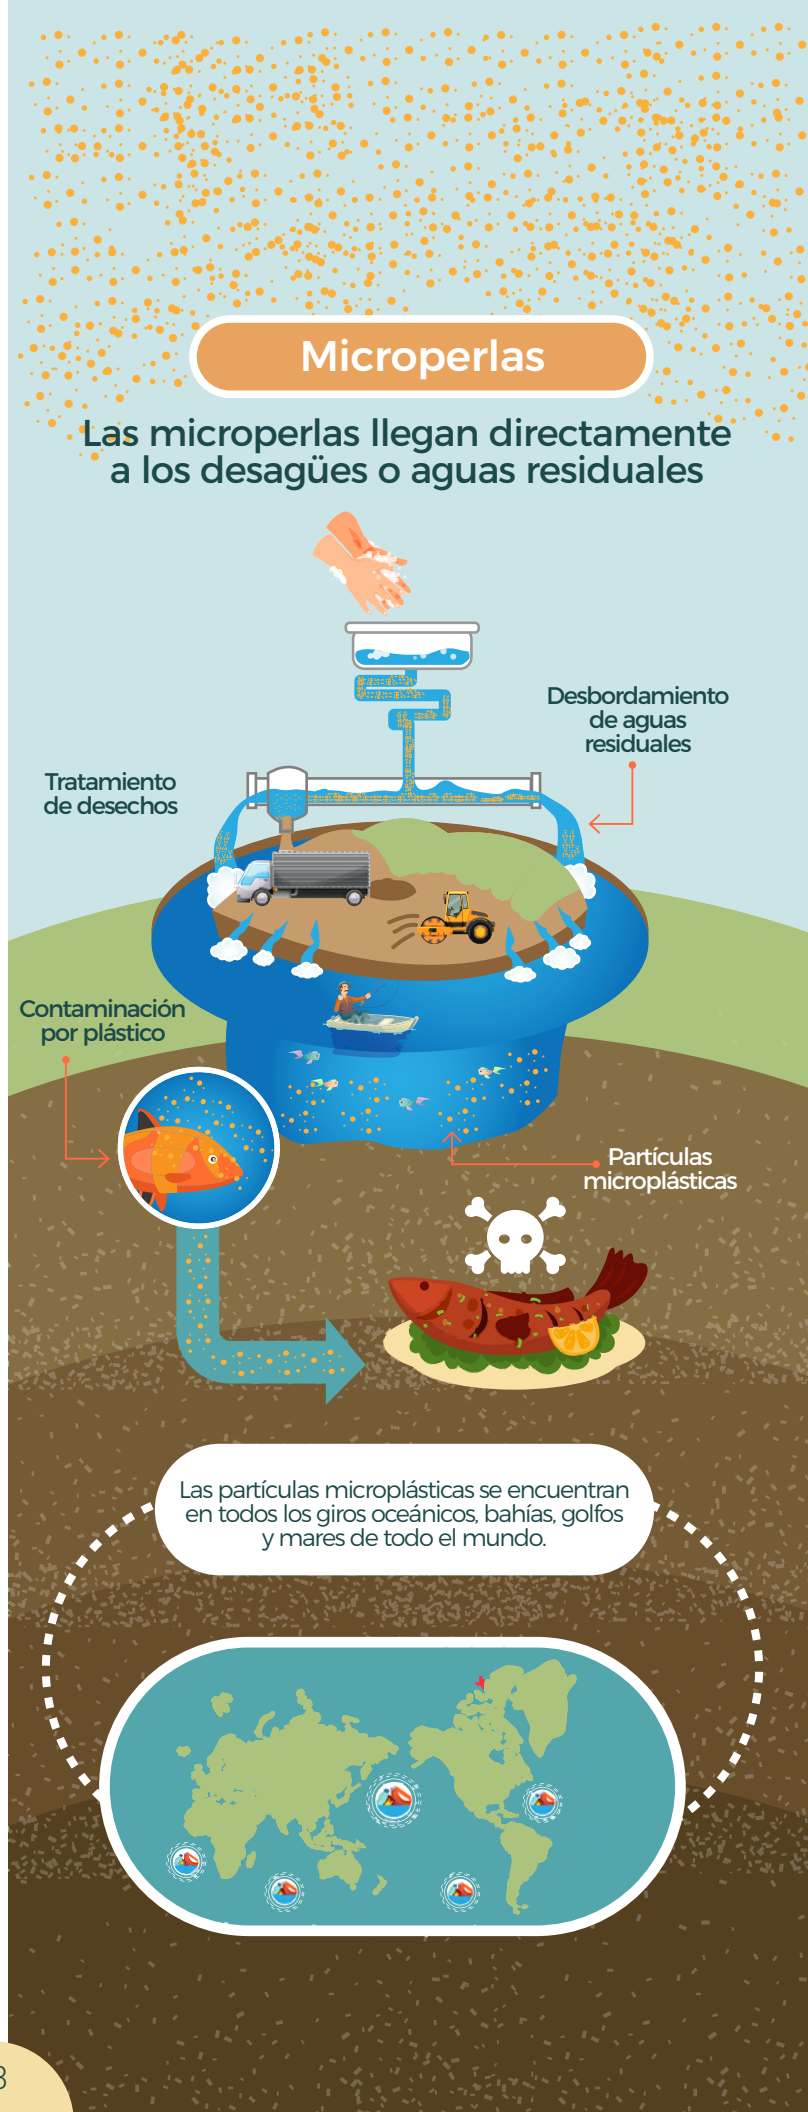 Microperlas
Las microperlas llegan directamente
a los desagües o aguas residuales
Desbordamiento
de aguas
residuales
Tratamiento
de desechos
Contaminación
por plástico
Partículas
microplásticas
Las partículas microplásticas se encuentran
en todos los giros oceánicos, bahías, golfos
y mares de todo el mundo.